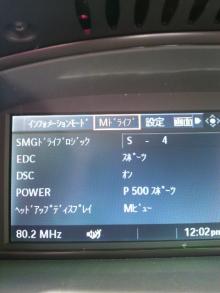 インフォメーションモード Mドライブ 設定 画面
SMGドライブロジック S - 4
EDC スポーツ
DSC オン
POWER P 500 スポーツ
ヘッドアップディスプレイ Mビュー
80.2 MHz 12:02pm